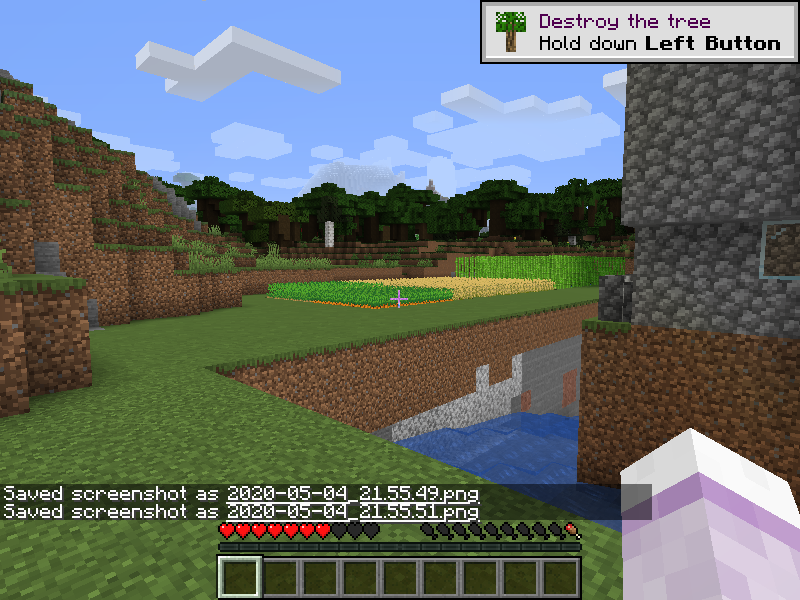 Destroy the tree
Hold down Left Button
Saved screenshot as 2020-05-04_21.55.49.png
Saved screenshot as 2020-05-04_21.55.51.png